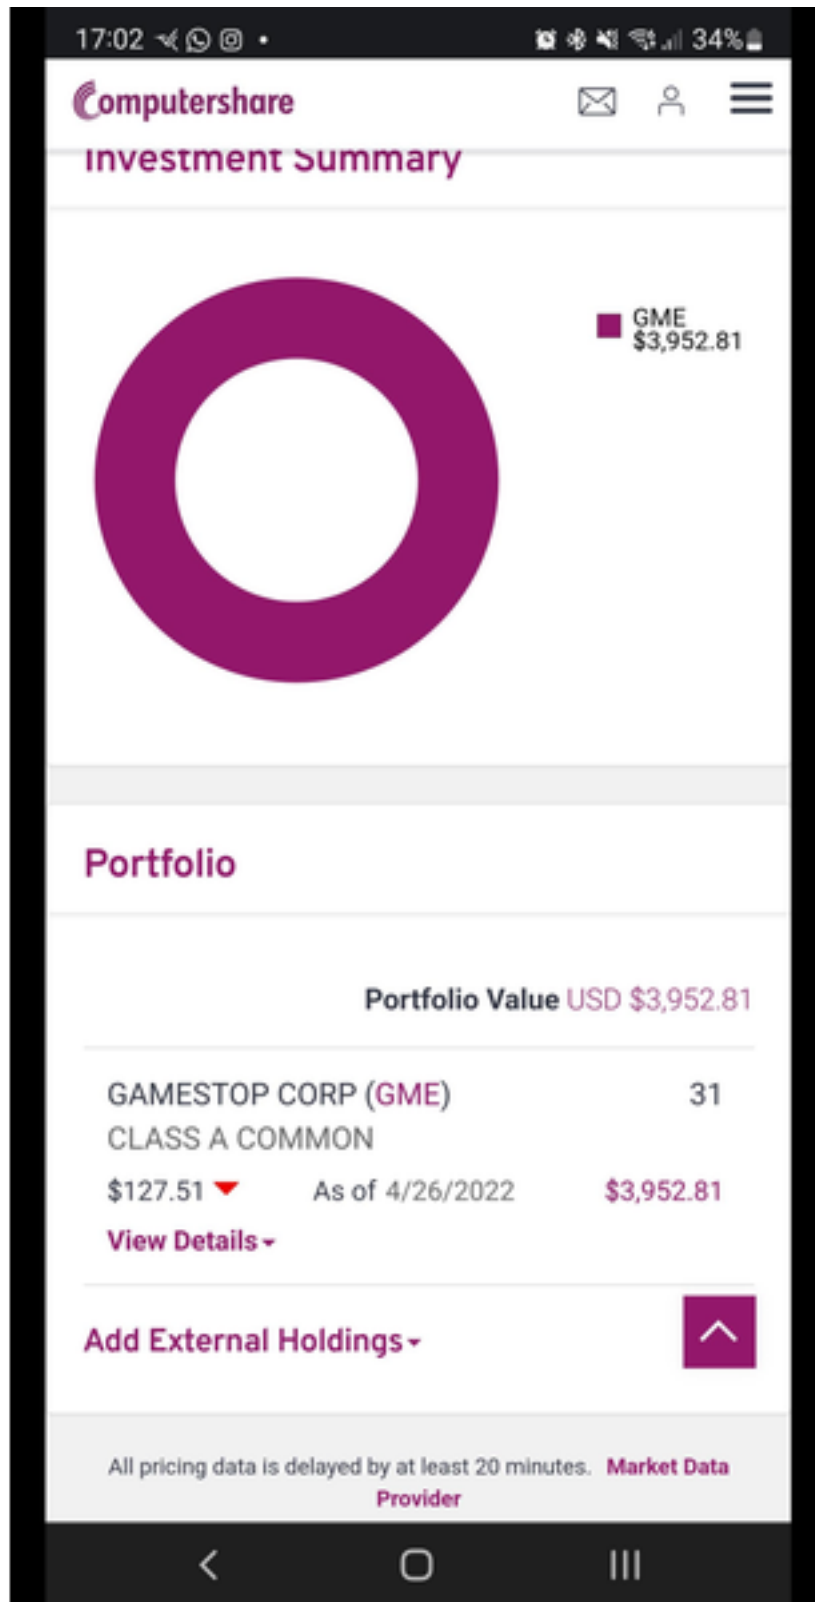 17:02
34%
Computershare
Investment Summary
GME
$3,952.81
Portfolio
Portfolio Value USD $3,952.81
GAMESTOP CORP (GME) 31
CLASS A COMMON
$127.51 As of 4/26/2022 $3,952.81
View Details
Add External Holdings
All pricing data is delayed by at least 20 minutes. Market Data
Provider